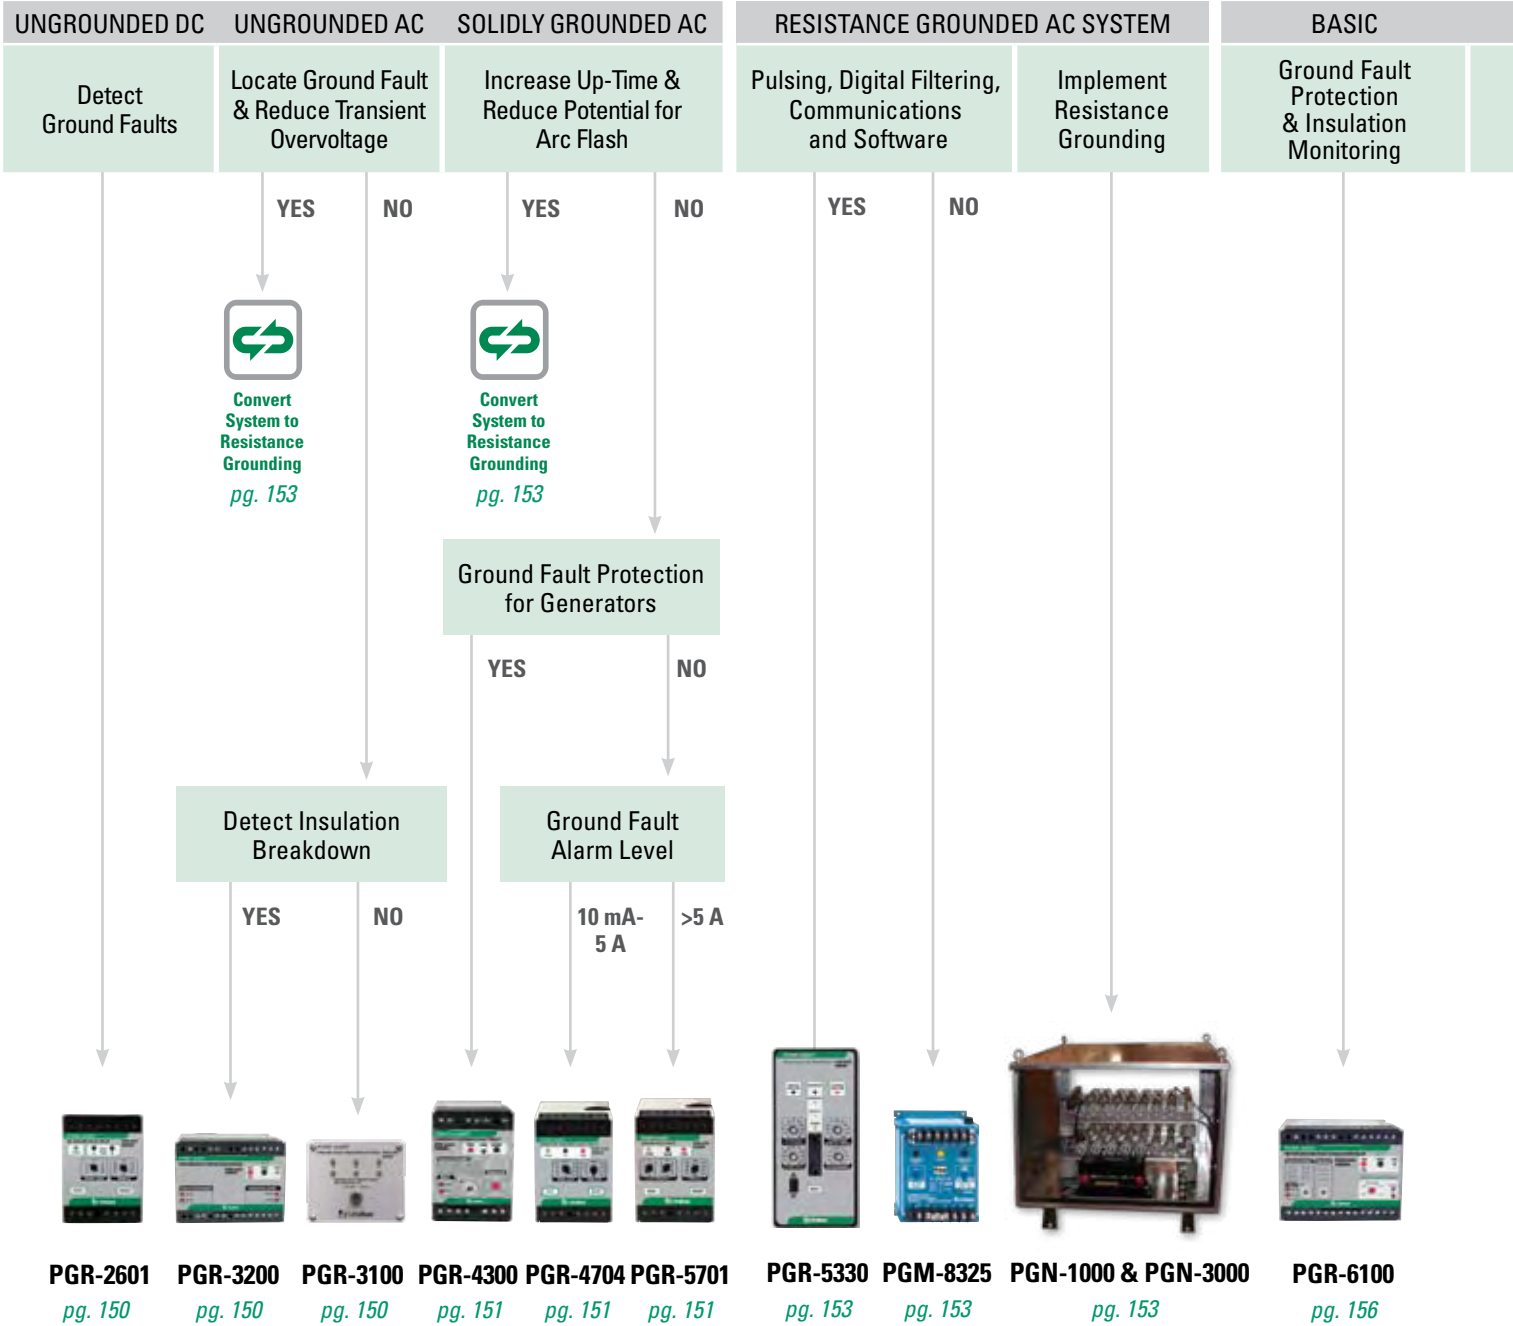 UNGROUNDED DC
UNGROUNDED AC
SOLIDLY GROUNDED AC
RESISTANCE GROUNDED AC SYSTEM
BASIC
Detect
Ground Faults
Locate Ground Fault
& Reduce Transient
Overvoltage
Increase Up-Time &
Reduce Potential for
Arc Flash
Pulsing, Digital Filtering,
Communications
and Software
Implement
Resistance
Grounding
Ground Fault
Protection
& Insulation
Monitoring
YES
NO
YES
NO
YES
NO
Convert
System to
Resistance
Grounding
pg. 153
Convert
System to
Resistance
Grounding
pg. 153
Ground Fault Protection
for Generators
YES
NO
Detect Insulation
Breakdown
Ground Fault
Alarm Level
YES
NO
10 mA-
5 A
>5 A
PGR-2601
PGR-3200
PGR-3100
PGR-4300
PGR-4704
PGR-5701
PGR-5330
PGM-8325
PGN-1000 & PGN-3000
PGR-6100
pg. 150
pg. 150
pg. 150
pg. 151
pg. 151
pg. 151
pg. 153
pg. 153
pg. 153
pg. 156